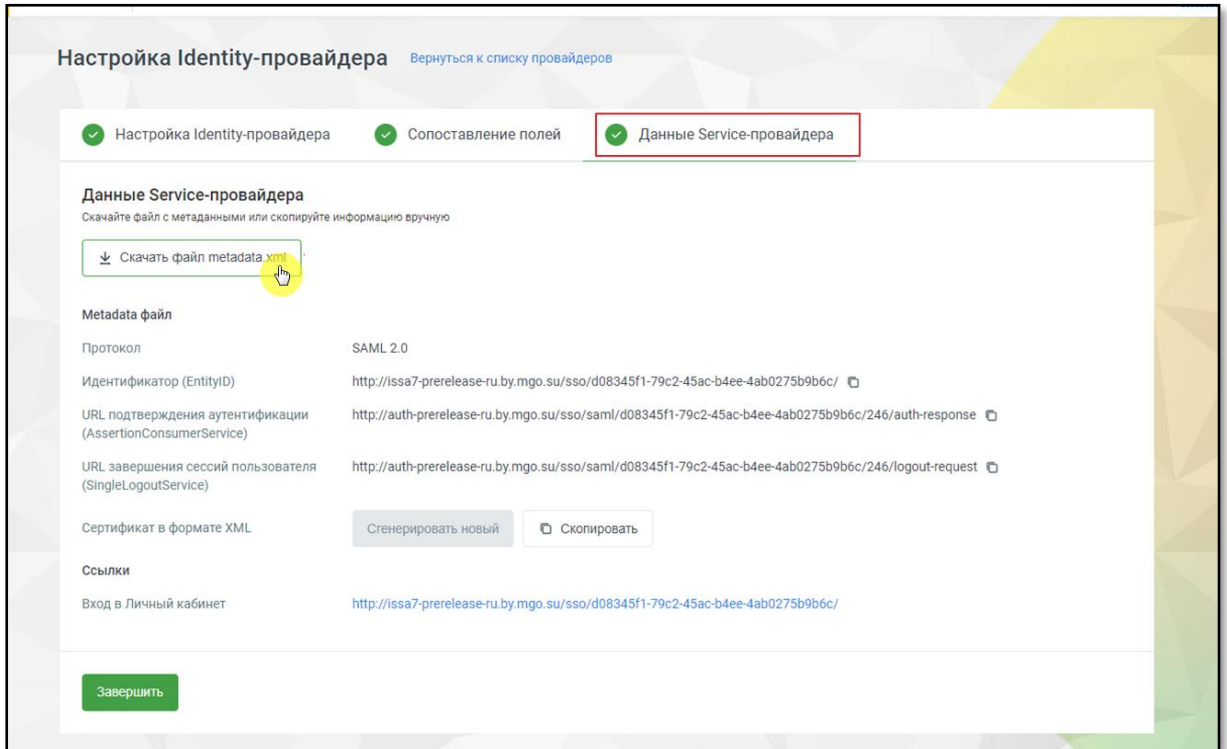 Настройка Identity-провайдера Вернуться к списку провайдеров
Настройка Identity-провайдера Сопоставление полей Данные Service-провайдера
Данные Service-провайдера
Скачайте файл с метаданными или скопируйте информацию вручную
Скачать файл metadata.xml
Metadata файл
Протокол SAML 2.0
Идентификатор (EntityID) http://issa7-prerelease-ru.by.mgo.su/sso/d08345f1-79c2-45ac-b4ee-4ab0275b9b6c/
URL подтверждения аутентификации http://auth-prerelease-ru.by.mgo.su/sso/saml/d08345f1-79c2-45ac-b4ee-4ab0275b9b6c/246/auth-response
(AssertionConsumerService)
URL завершения сессий пользователя http://auth-prerelease-ru.by.mgo.su/sso/saml/d08345f1-79c2-45ac-b4ee-4ab0275b9b6c/246/logout-request
(SingleLogoutService)
Сертификат в формате XML Сгенерировать новый Скопировать
Ссылки
Вход в Личный кабинет http://issa7-prerelease-ru.by.mgo.su/sso/d08345f1-79c2-45ac-b4ee-4ab0275b9b6c/
Завершить